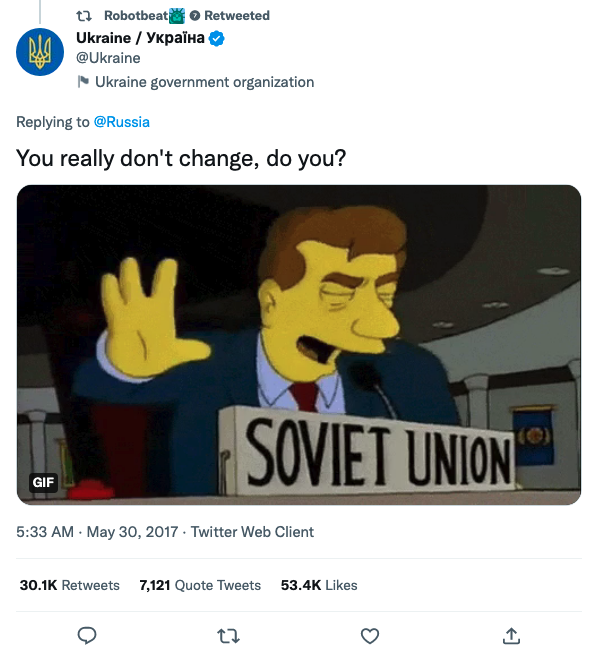 Robotbeat Retweeted
Ukraine / Україна
@Ukraine
Ukraine government organization
Replying to @Russia
You really don't change, do you?
SOVIET UNION
GIF
5:33 AM · May 30, 2017 · Twitter Web Client
30.1K Retweets 7,121 Quote Tweets 53.4K Likes